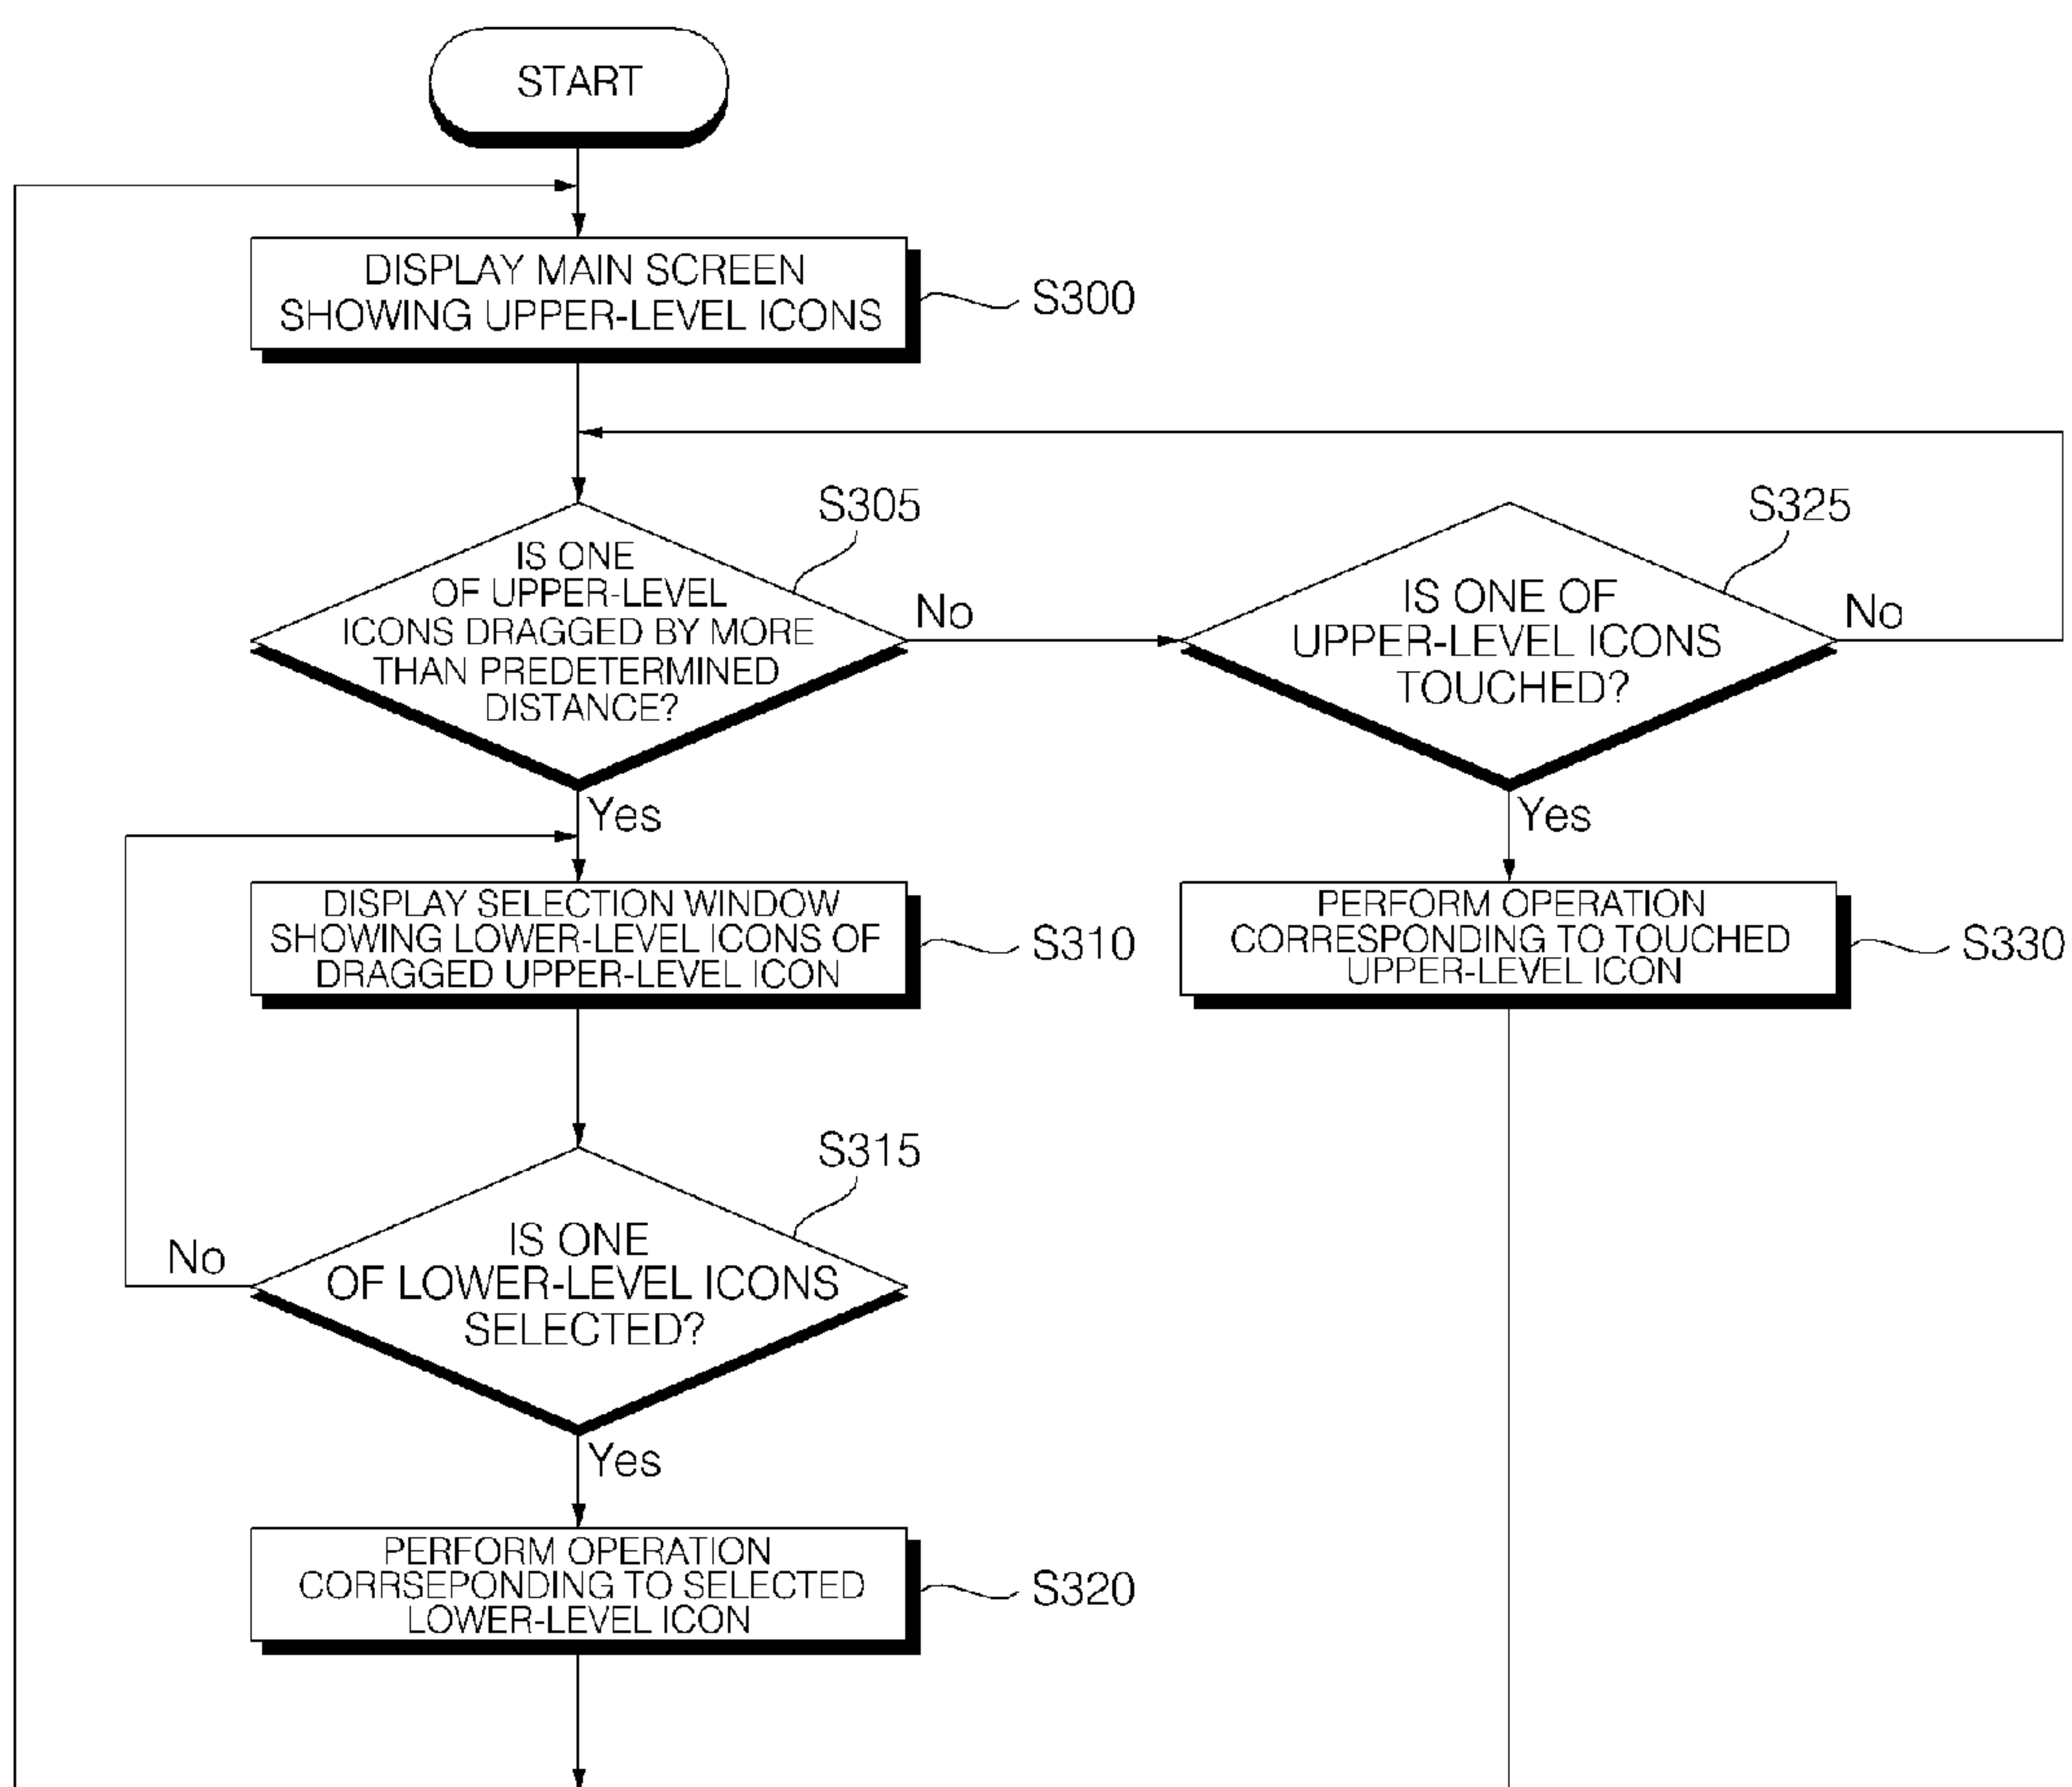 START
DISPLAY MAIN SCREEN
SHOWING UPPER-LEVEL ICONS
S300
S305
IS ONE
OF UPPER-LEVEL
ICONS DRAGGED BY MORE
THAN PREDETERMINED
DISTANCE?
No
Yes
S325
IS ONE OF
UPPER-LEVEL ICONS
TOUCHED?
No
Yes
DISPLAY SELECTION WINDOW
SHOWING LOWER-LEVEL ICONS OF
DRAGGED UPPER-LEVEL ICON
S310
PERFORM OPERATION
CORRESPONDING TO TOUCHED
UPPER-LEVEL ICON
S330
S315
IS ONE
OF LOWER-LEVEL ICONS
SELECTED?
No
Yes
PERFORM OPERATION
CORRSEPONDING TO SELECTED
LOWER-LEVEL ICON
S320